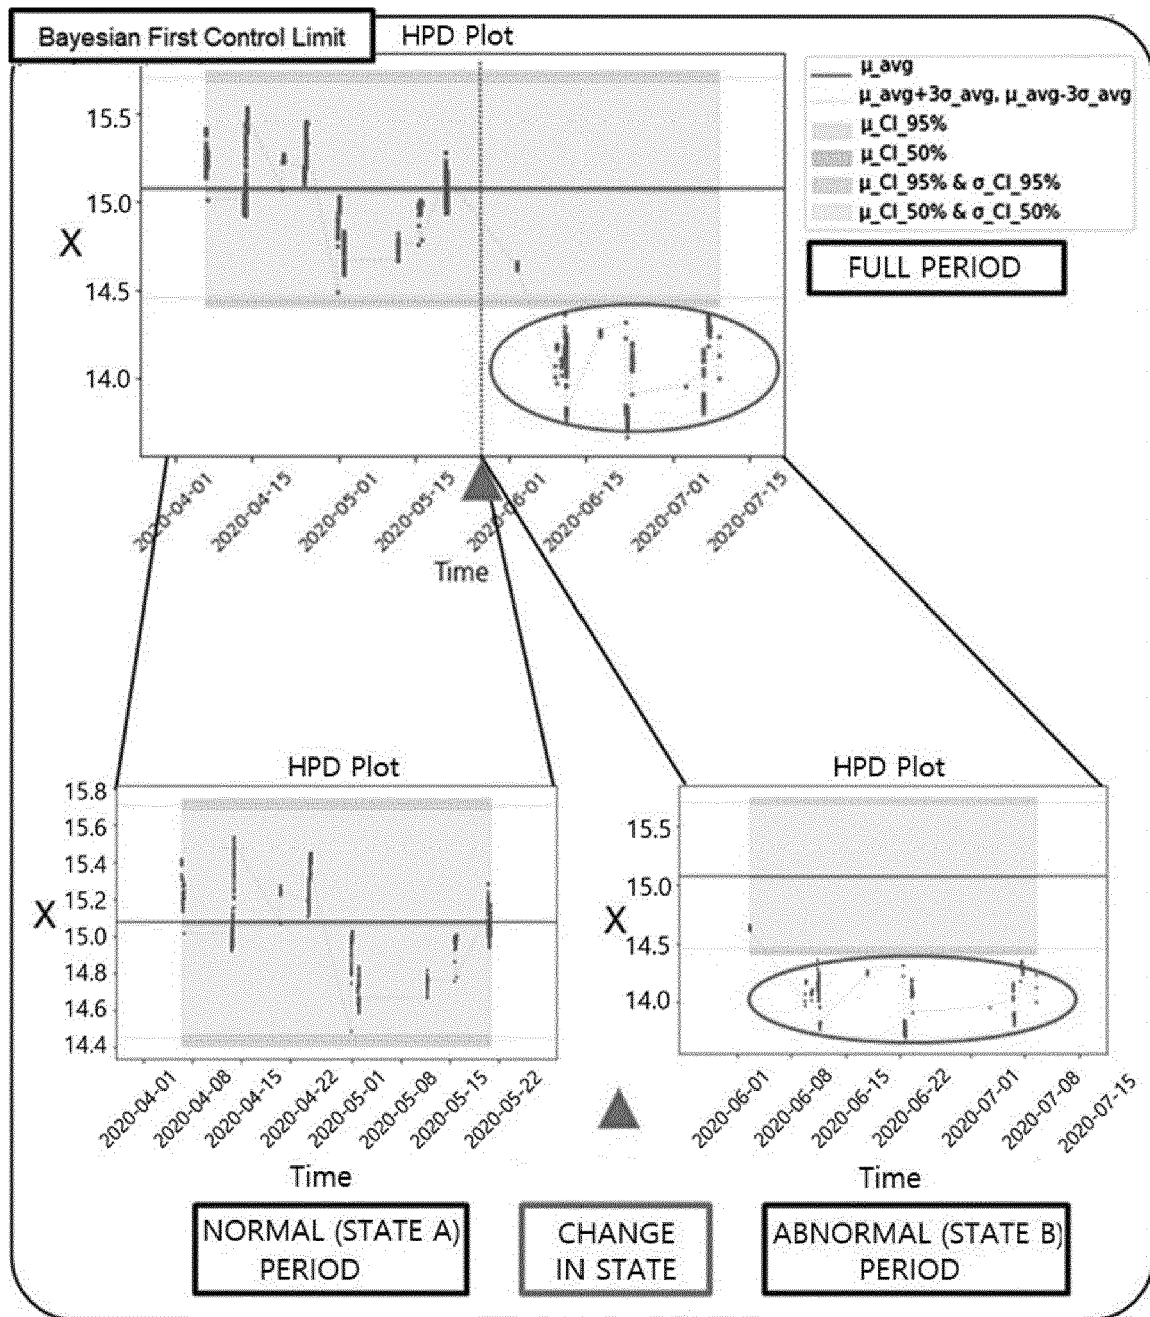 Bayesian First Control Limit
HPD Plot
μ_avg
μ_avg+3σ_avg, μ_avg-3σ_avg
μ_CI_95%
μ_CI_50%
μ_CI_95% & σ_CI_95%
μ_CI_50% & σ_CI_50%
FULL PERIOD
15.5
15.0
14.5
14.0
X
2020-04-01
2020-04-15
2020-05-01
2020-05-15
2020-06-01
2020-06-15
2020-07-01
2020-07-15
Time
HPD Plot
15.8
15.6
15.4
15.2
15.0
14.8
14.6
14.4
X
2020-04-01
2020-04-08
2020-04-15
2020-04-22
2020-05-01
2020-05-08
2020-05-15
2020-05-22
Time
HPD Plot
15.5
15.0
14.5
14.0
X
2020-06-01
2020-06-08
2020-06-15
2020-06-22
2020-07-01
2020-07-08
2020-07-15
Time
NORMAL (STATE A)
PERIOD
CHANGE
IN STATE
ABNORMAL (STATE B)
PERIOD